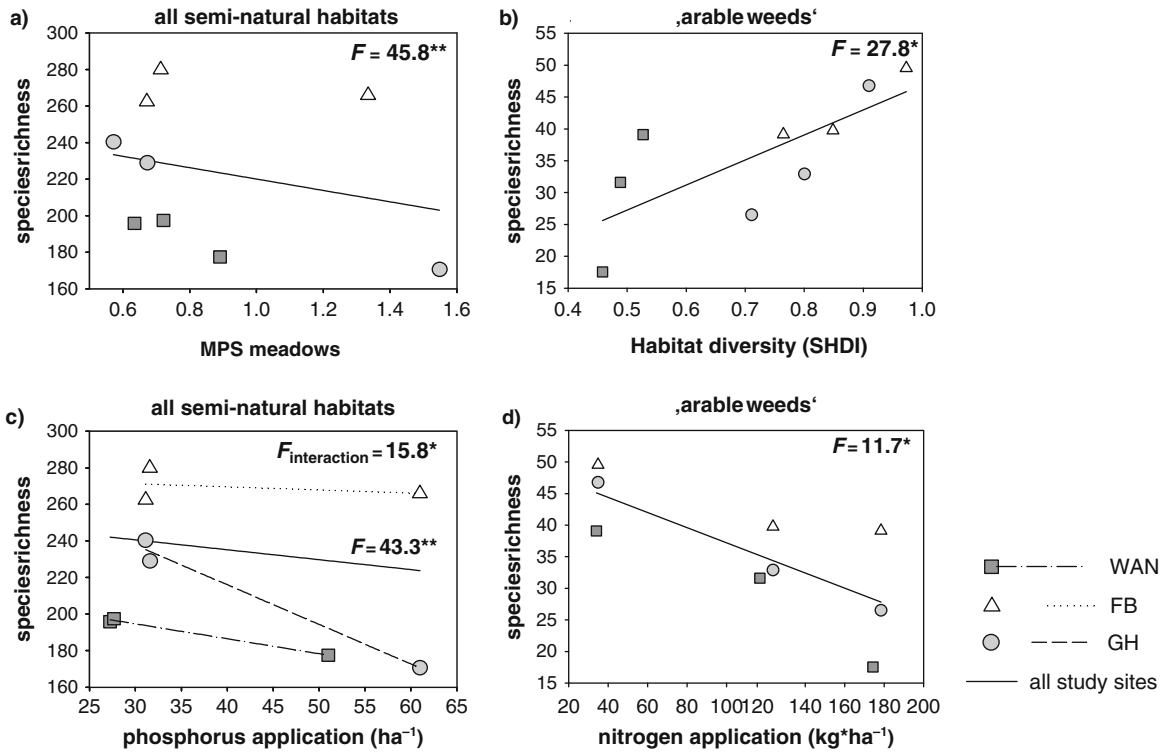 a)
all semi-natural habitats
F = 45.8**
speciesrichness
300
280
260
240
220
200
180
160
0.6 0.8 1.0 1.2 1.4 1.6
MPS meadows
b)
‚arable weeds‘
F = 27.8*
speciesrichness
55
50
45
40
35
30
25
20
15
0.4 0.5 0.6 0.7 0.8 0.9 1.0
Habitat diversity (SHDI)
c)
all semi-natural habitats
F interaction = 15.8*
F = 43.3**
speciesrichness
300
280
260
240
220
200
180
160
25 30 35 40 45 50 55 60 65
phosphorus application (ha⁻¹)
d)
‚arable weeds‘
F = 11.7*
speciesrichness
55
50
45
40
35
30
25
20
15
20 40 60 80 100 120 140 160 180 200
nitrogen application (kg*ha⁻¹)
WAN
FB
GH
all study sites